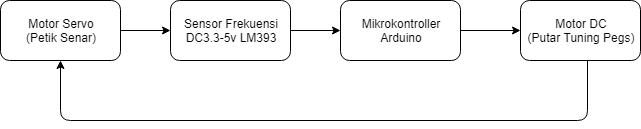 Motor Servo
(Petik Senar)
Sensor Frekuensi
DC3.3-5v LM393
Mikrokontroller
Arduino
Motor DC
(Putar Tuning Pegs)